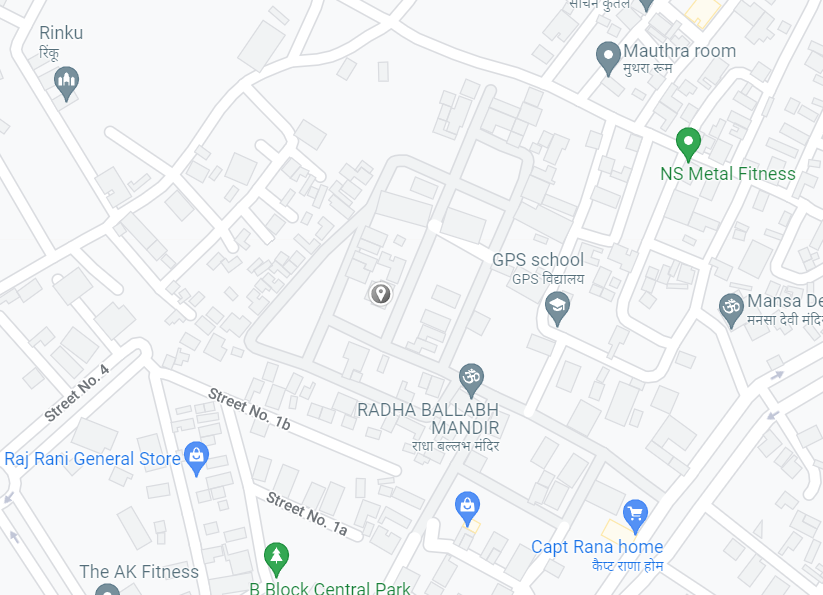 सचिन कुंतल
Rinku
रिंकू
Mauthra room
मुथरा रूम
NS Metal Fitness
GPS school
GPS विद्यालय
Mansa De
मनसा देवी मंदि
Street No. 4
Street No. 1b
RADHA BALLABH
MANDIR
राधा बल्लभ मंदिर
Raj Rani General Store
Street No. 1a
Capt Rana home
कैप्ट राणा होम
The AK Fitness
B Block Central Park